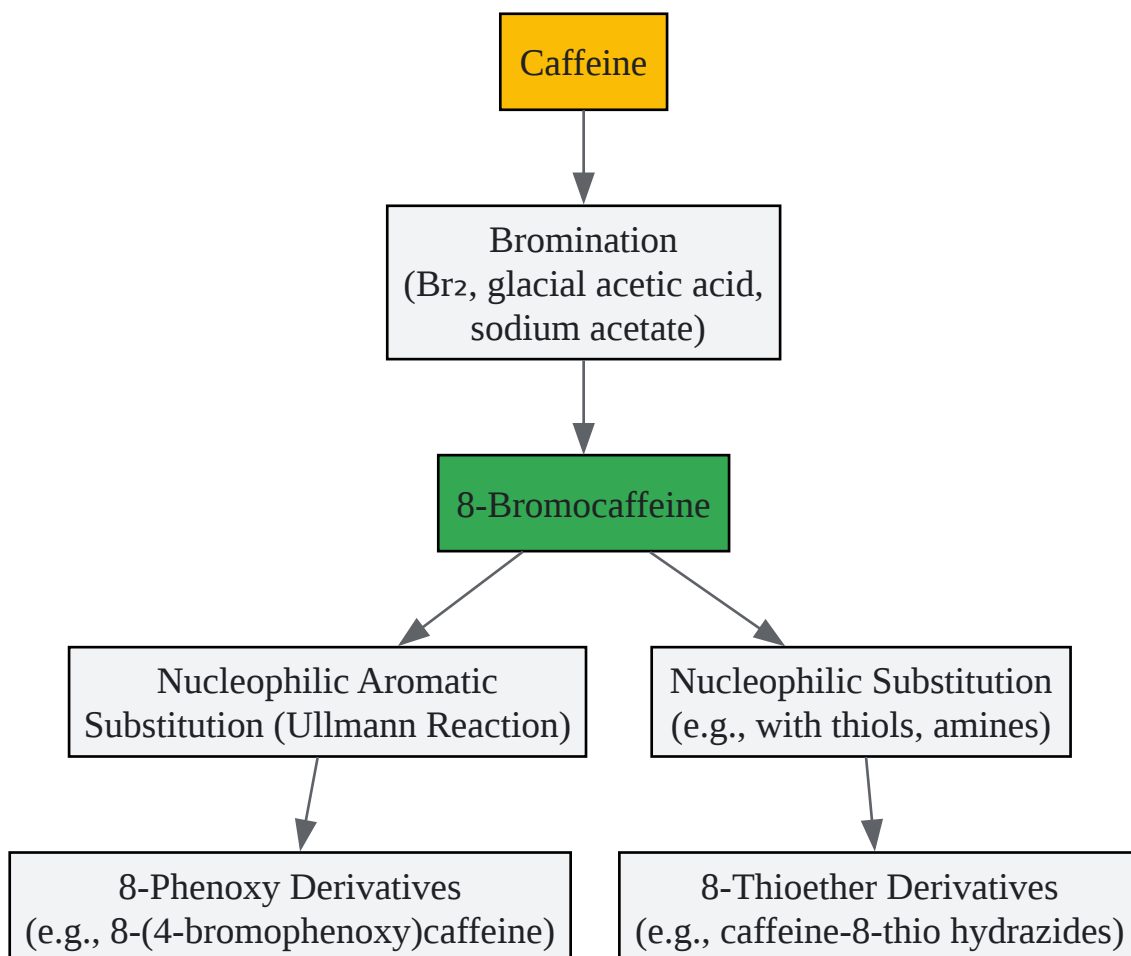 Caffeine
Bromination
(Br₂, glacial acetic acid,
sodium acetate)
8-Bromocaffeine
Nucleophilic Aromatic
Substitution (Ullmann Reaction)
Nucleophilic Substitution
(e.g., with thiols, amines)
8-Phenoxy Derivatives
(e.g., 8-(4-bromophenoxy)caffeine)
8-Thioether Derivatives
(e.g., caffeine-8-thio hydrazides)